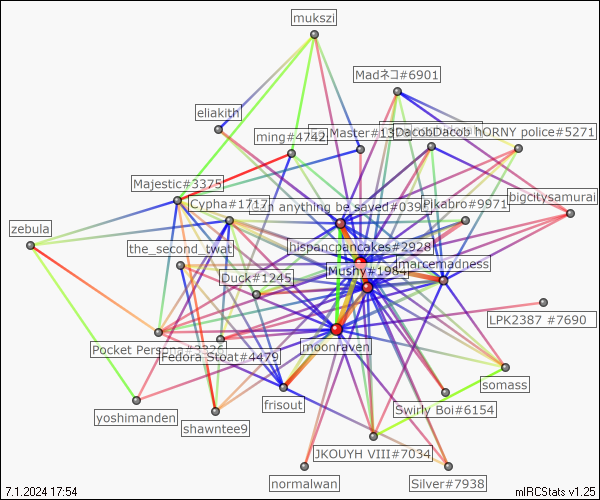 mukszi
Madネコ#6901
eliakith
ming#4742
Master#13
DacobDacob
hORNY police#5271
Majestic#3375
Cypha#1717
anything be saved#039
Pikabro#9971
bigcitysamurai
zebula
the_second_twat
hispancpancakes#2928
Duck#1245
Mushy#1984
marcemadness
LPK2387 #7690
Pocket Persona#3326
Fedora Stoat#4479
moonraven
somass
yoshimanden
shawntee9
frisout
Swirly Boi#6154
JKOUYH VIII#7034
normalwan
Silver#7938
7.1.2024 17:54
mIRCStats v1.25